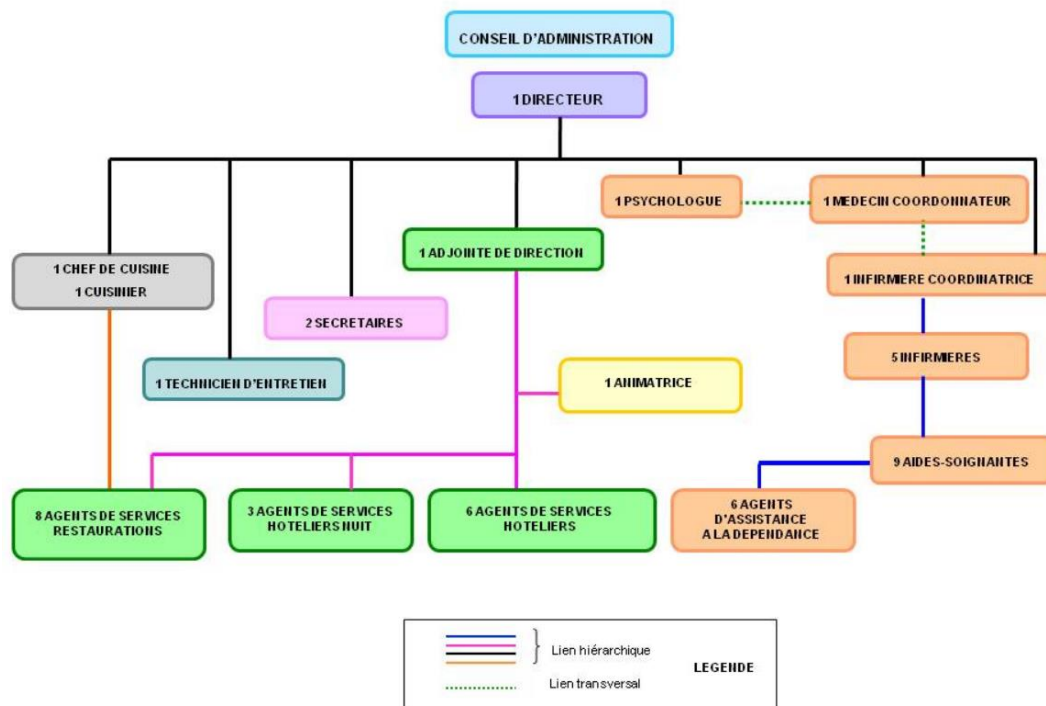 CONSEIL D'ADMINISTRATION
1 DIRECTEUR
1 PSYCHOLOGUE
1 MEDECIN COORDONNATEUR
1 ADJOINTE DE DIRECTION
1 CHEF DE CUISINE
1 CUISINIER
1 INFIRMIERE COORDINATRICE
2 SECRETAIRES
5 INFIRMIERES
1 TECHNICIEN D'ENTRETIEN
1 ANIMATRICE
9 AIDES-SOIGNANTES
8 AGENTS DE SERVICES
RESTAURATIONS
3 AGENTS DE SERVICES
HOTELIERS NUIT
6 AGENTS DE SERVICES
HOTELIERS
6 AGENTS
D'ASSISTANCE
A LA DEPENDANCE
Lien hiérarchique
LEGENDE
Lien transversal